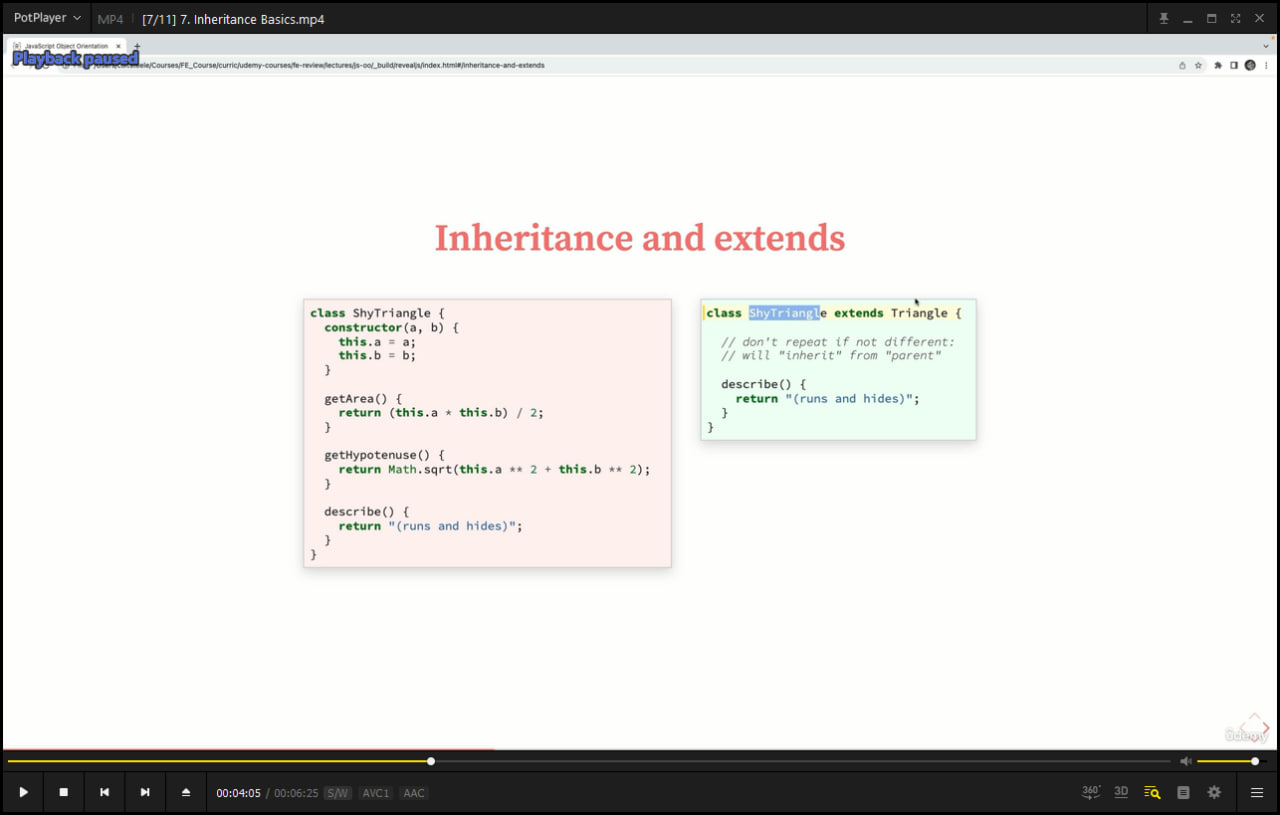 PotPlayer
MP4
[7/11] 7. Inheritance Basics.mp4
JavaScript Object Orientation
Playback paused
/Courses/FE_Course/curric/udemy-courses/fe-review/lectures/js-oo/_build/revealjs/index.html#/inheritance-and-extends
Inheritance and extends
class ShyTriangle {
constructor(a, b) {
this.a = a;
this.b = b;
}
getArea() {
return (this.a * this.b) / 2;
}
getHypotenuse() {
return Math.sqrt(this.a ** 2 + this.b ** 2);
}
describe() {
return "(runs and hides)";
}
}
class ShyTriangle extends Triangle {
// don't repeat if not different:
// will "inherit" from "parent"
describe() {
return "(runs and hides)";
}
}
ûdemy
00:04:05 / 00:06:25 S/W AVC1 AAC
360° 3D